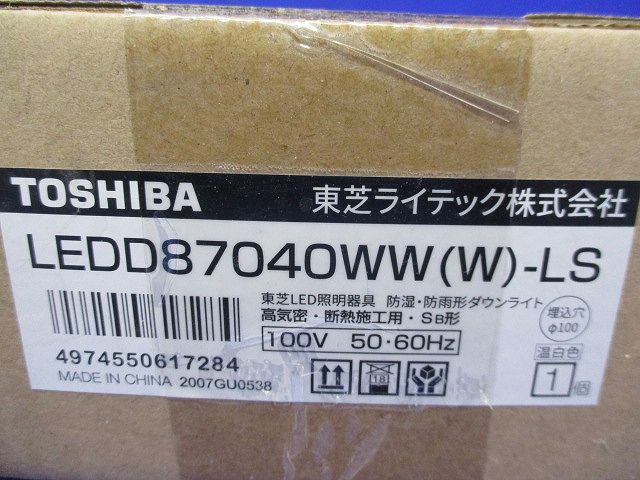 TOSHIBA 東芝ライテック株式会社
LEDD87040WW(W)-LS
東芝LED照明器具 防湿・防雨形ダウンライト
高気密・断熱施工用・SB形
埋込穴
φ100
100V 50・60Hz
温白色
1個
4974550617284
MADE IN CHINA 2007GU0538
18